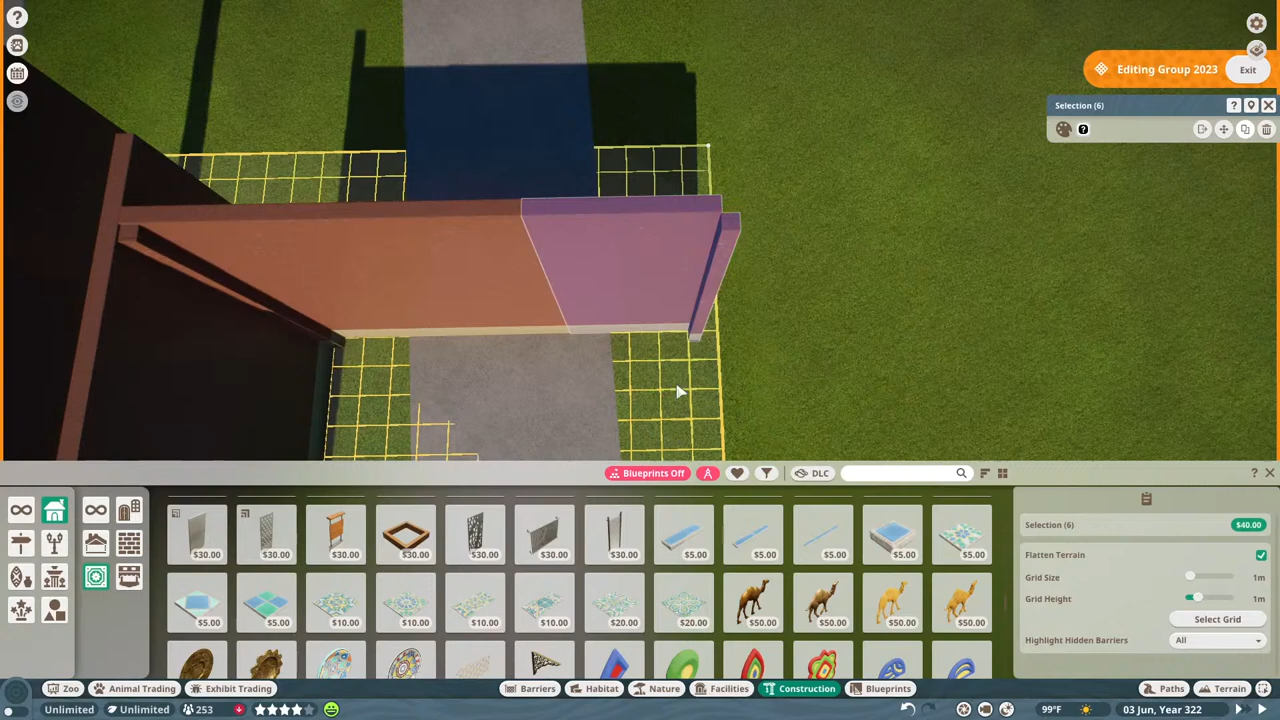 Editing Group 2023
Exit
Selection (6)
Blueprints Off
DLC
$30.00
$30.00
$30.00
$30.00
$30.00
$30.00
$30.00
$5.00
$5.00
$5.00
$5.00
$5.00
$5.00
$5.00
$10.00
$10.00
$10.00
$10.00
$20.00
$20.00
$50.00
$50.00
$50.00
$50.00
Selection (6)
$40.00
Flatten Terrain
Grid Size
1m
Grid Height
1m
Select Grid
Highlight Hidden Barriers
All
Zoo
Animal Trading
Exhibit Trading
Barriers
Habitat
Nature
Facilities
Construction
Blueprints
Paths
Terrain
Unlimited
Unlimited
253
99°F
03 Jun, Year 322